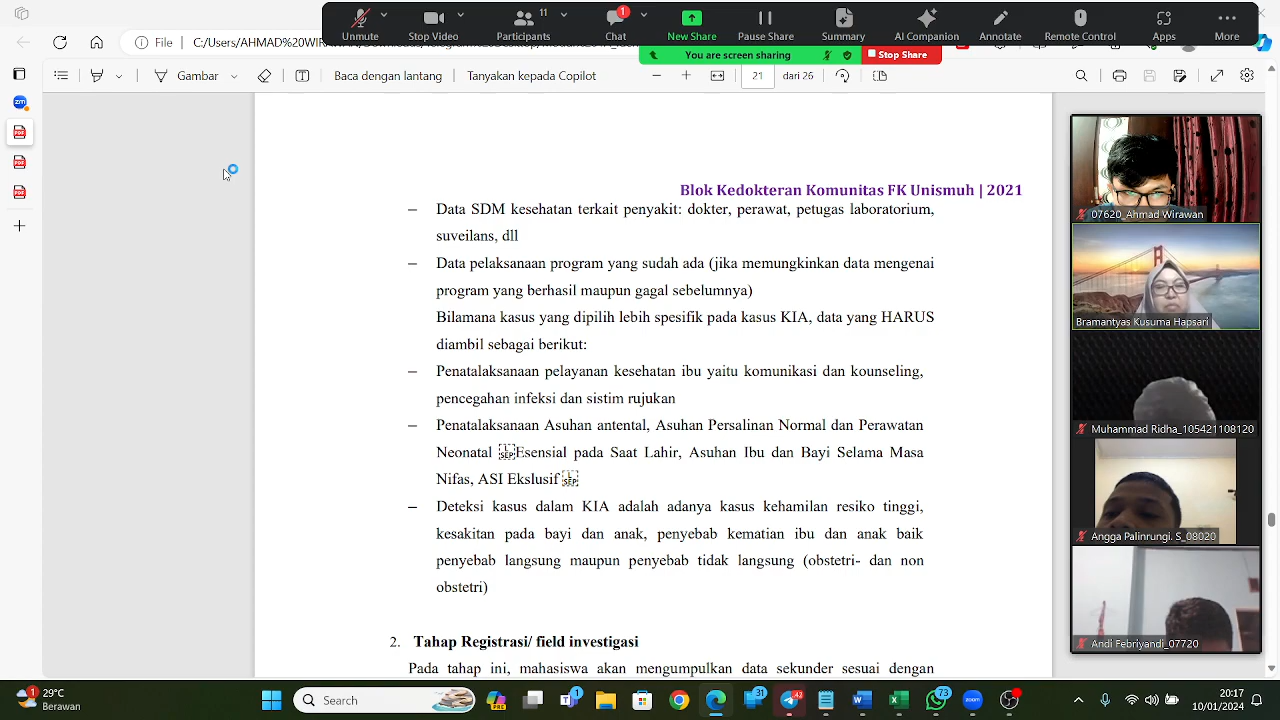 Unmute
Stop Video
11
Participants
1
Chat
New Share
Pause Share
Summary
AI Companion
Annotate
Remote Control
Apps
More
You are screen sharing
Stop Share
File
Gambar
Baca dengan lantang
Tanyakan kepada Copilot
21
dari 26
Blok Kedokteran Komunitas FK Unismuh | 2021
– Data SDM kesehatan terkait penyakit: dokter, perawat, petugas laboratorium,
suveilans, dll
– Data pelaksanaan program yang sudah ada (jika memungkinkan data mengenai
program yang berhasil maupun gagal sebelumnya)
Bilamana kasus yang dipilih lebih spesifik pada kasus KIA, data yang HARUS
diambil sebagai berikut:
– Penatalaksanaan pelayanan kesehatan ibu yaitu komunikasi dan kounseling,
pencegahan infeksi dan sistim rujukan
– Penatalaksanaan Asuhan antental, Asuhan Persalinan Normal dan Perawatan
Neonatal LSEPEsensial pada Saat Lahir, Asuhan Ibu dan Bayi Selama Masa
Nifas, ASI Ekslusif LSEP
– Deteksi kasus dalam KIA adalah adanya kasus kehamilan resiko tinggi,
kesakitan pada bayi dan anak, penyebab kematian ibu dan anak baik
penyebab langsung maupun penyebab tidak langsung (obstetri- dan non
obstetri)
2. Tahap Registrasi/ field investigasi
Pada tahap ini, mahasiswa akan mengumpulkan data sekunder sesuai dengan
07620_Ahmad Wirawan
Bramantyas Kusuma Hapsari
Muhammad Ridha_105421108120
Angga Palinrungi. S_08020
Andi Febriyandi_07720
1
29°C
Berawan
Search
1
31
43
73
20:17
10/01/2024